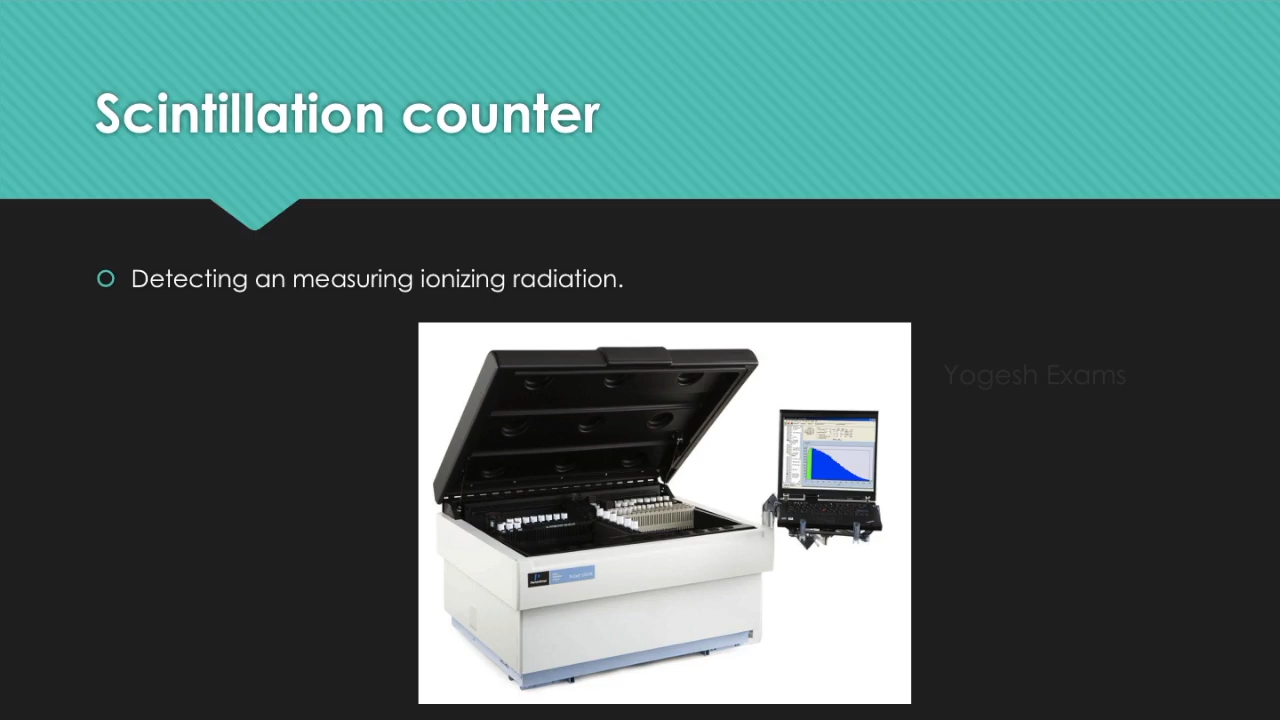 Scintillation counter
Detecting an measuring ionizing radiation.
Yogesh Exams